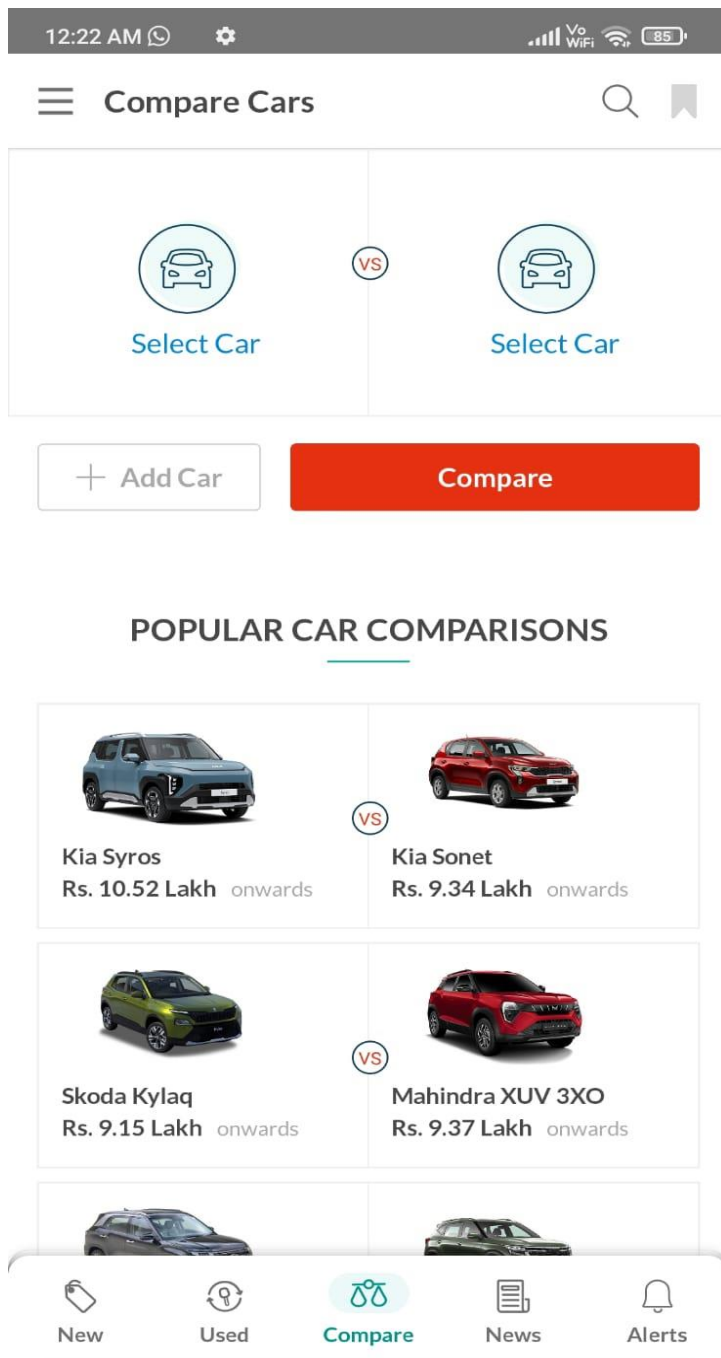 12:22 AM
Vo
WiFi
85
Compare Cars
VS
Select Car
Select Car
+ Add Car
Compare
POPULAR CAR COMPARISONS
VS
Kia Syros
Rs. 10.52 Lakh onwards
Kia Sonet
Rs. 9.34 Lakh onwards
VS
Skoda Kylaq
Rs. 9.15 Lakh onwards
Mahindra XUV 3XO
Rs. 9.37 Lakh onwards
New
Used
Compare
News
Alerts